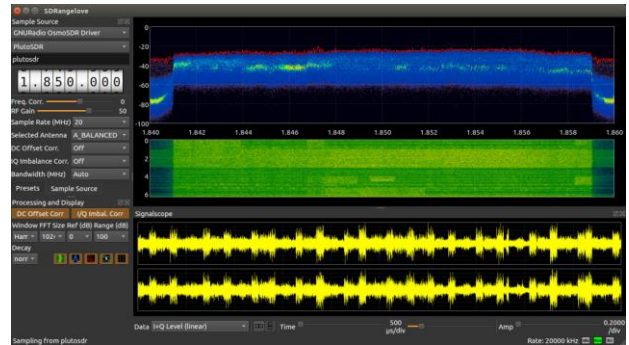 SDRangelove
Sample Source
GNURadio OsmoSDR Driver
PlutoSDR
plutosdr
1,850.000
Freq. Corr. 0
RF Gain 50
Sample Rate (MHz) 20
Selected Antenna A_BALANCED
DC Offset Corr. Off
IQ Imbalance Corr. Off
Bandwidth (MHz) Auto
Presets Sample Source
Processing and Display
DC Offset Corr I/Q Imbal. Corr
Window FFT Size Ref (dB) Range (dB)
Harr 102 0 100
Decay
norr
Sampling from plutosdr
0
-20
-40
-60
-80
-100
1.840 1.842 1.844 1.846 1.848 1.850 1.852 1.854 1.856 1.858 1.860
0
2
4
6
Signalscope
Data I+Q Level (linear) Time 500 µs/div Amp 0.2000 /div
Rate: 20000 kHz